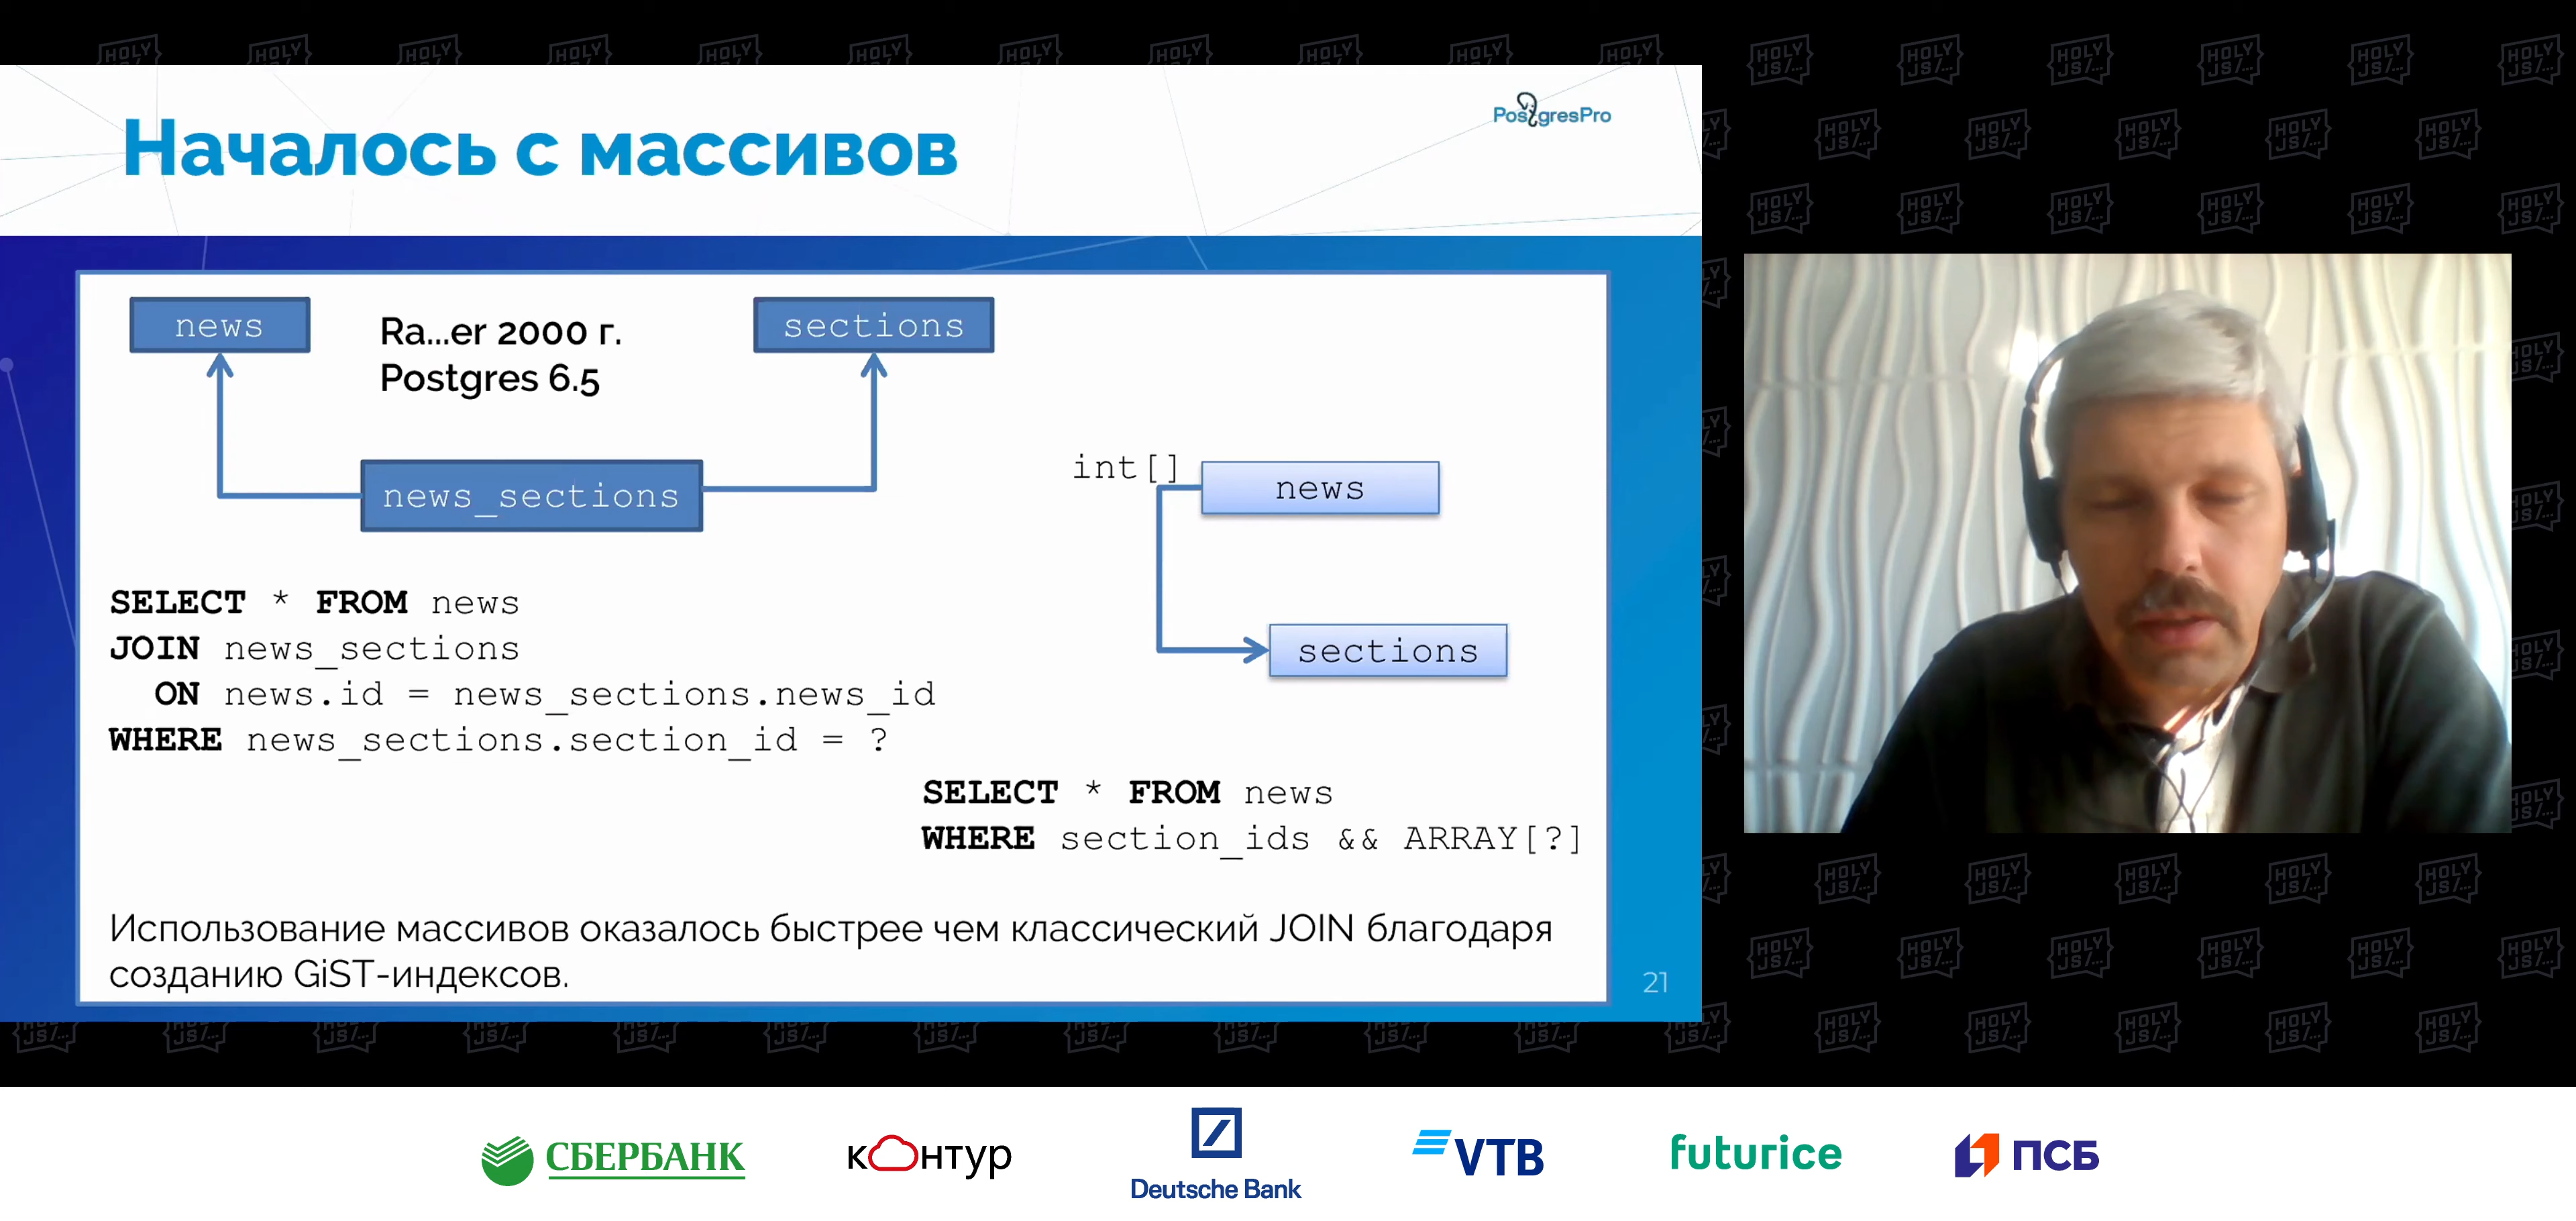 Началось с массивов
PostgresPro
news
Ra...er 2000 г.
Postgres 6.5
sections
news_sections
int[]
news
sections
SELECT * FROM news
JOIN news_sections
ON news.id = news_sections.news_id
WHERE news_sections.section_id = ?
SELECT * FROM news
WHERE section_ids && ARRAY[?]
Использование массивов оказалось быстрее чем классический JOIN благодаря
созданию GiST-индексов.
21
HOLY
JS/...
СБЕРБАНК
контур
Deutsche Bank
VTB
futurice
ПСБ